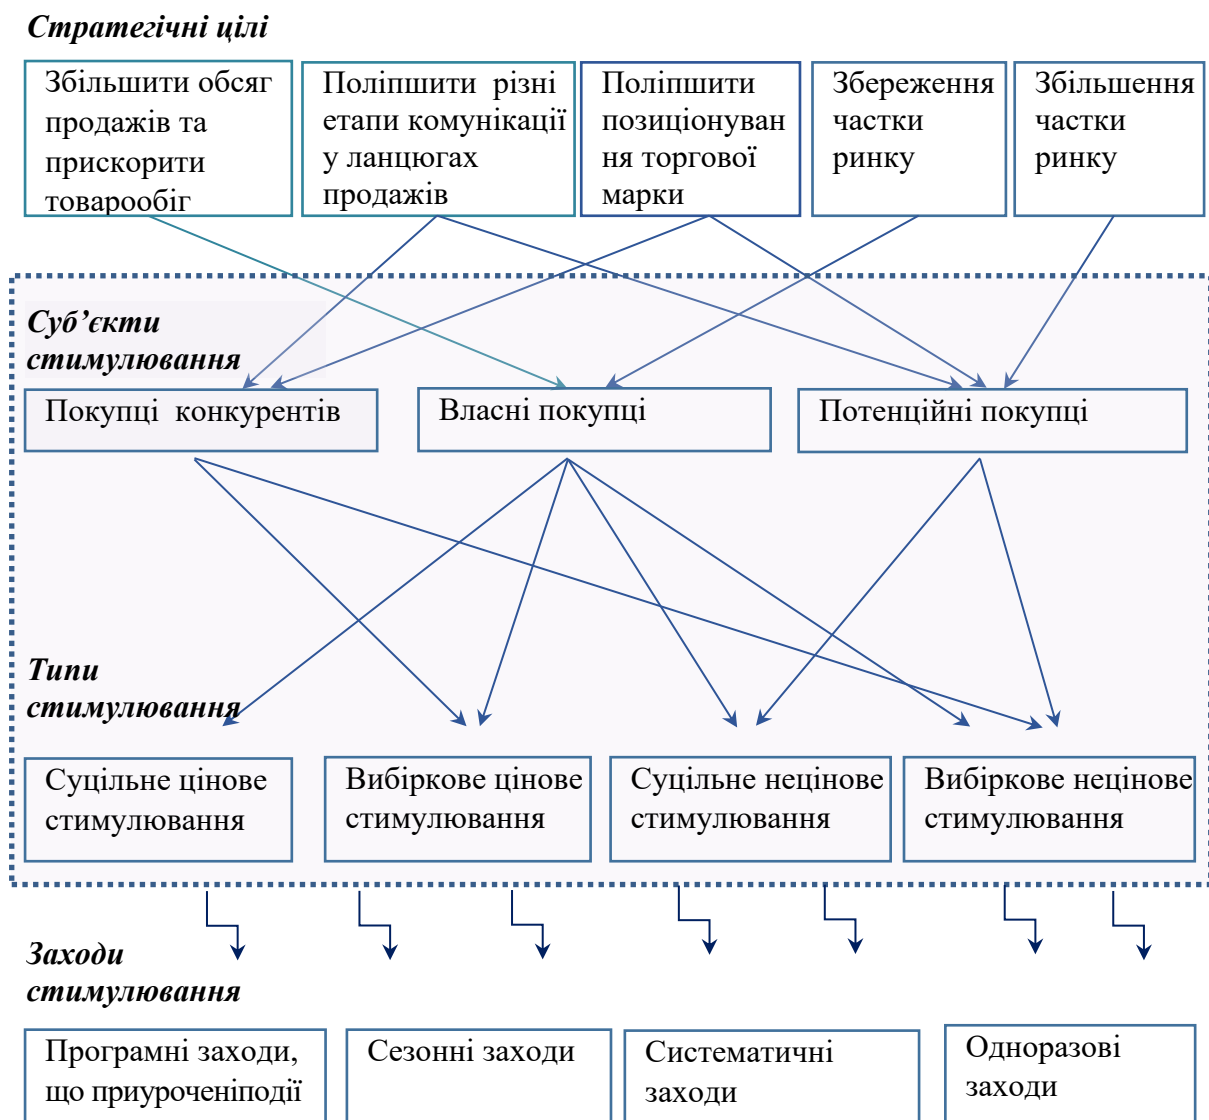 Стратегічні цілі
Збільшити обсяг
продажів та
прискорити
товарообіг
Поліпшити різні
етапи комунікації
у ланцюгах
продажів
Поліпшити
позиціонуван
ня торгової
марки
Збереження
частки
ринку
Збільшення
частки
ринку
Суб’єкти
стимулювання
Покупці конкурентів
Власні покупці
Потенційні покупці
Типи
стимулювання
Суцільне цінове
стимулювання
Вибіркове цінове
стимулювання
Суцільне нецінове
стимулювання
Вибіркове нецінове
стимулювання
Заходи
стимулювання
Програмні заходи,
що приуроченіподії
Сезонні заходи
Систематичні
заходи
Одноразові
заходи